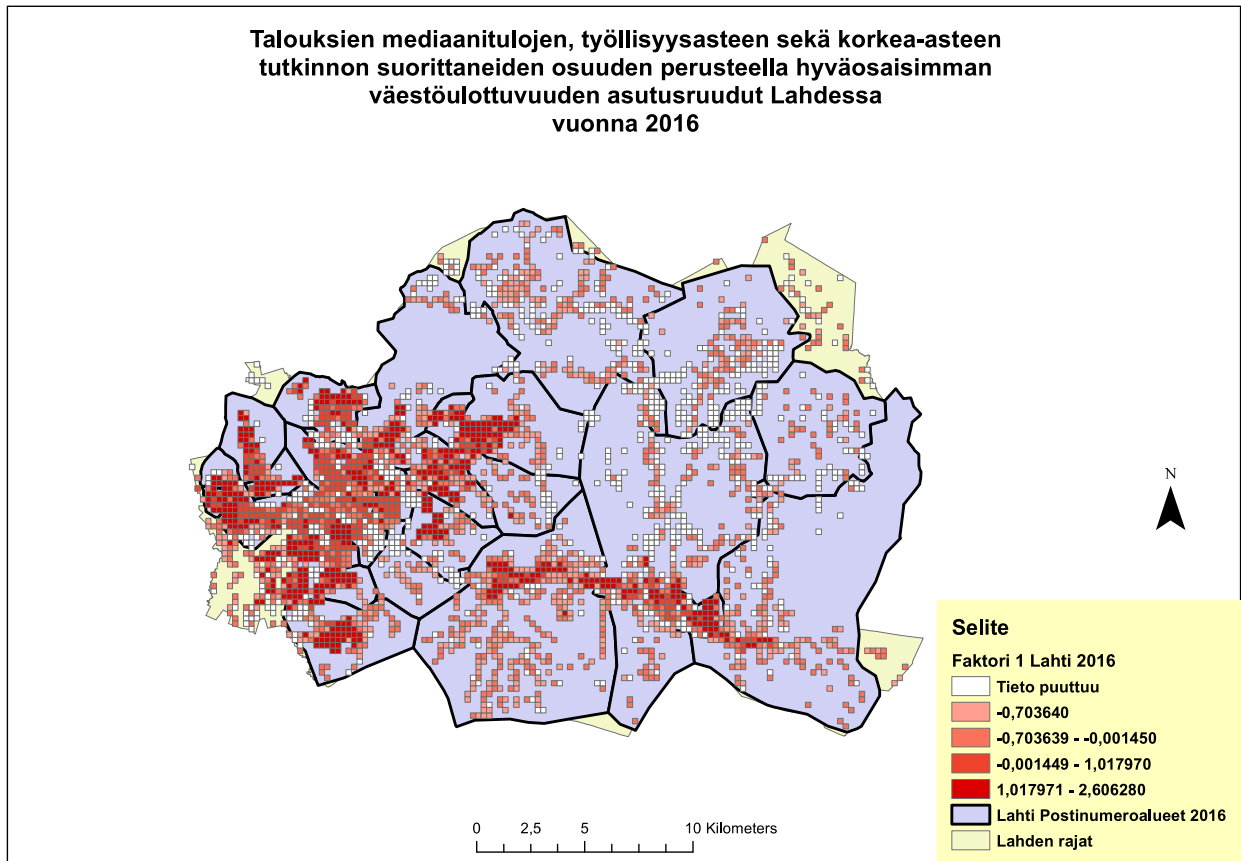 Talouksien mediaanitulojen, työllisyysasteen sekä korkea-asteen
tutkinnon suorittaneiden osuuden perusteella hyväosaisimman
väestöulottuvuuden asutusruudut Lahdessa
vuonna 2016
N
Selite
Faktori 1 Lahti 2016
Tieto puuttuu
-0,703640
-0,703639 - -0,001450
-0,001449 - 1,017970
1,017971 - 2,606280
Lahti Postinumeroalueet 2016
Lahden rajat
0 2,5 5 10 Kilometers